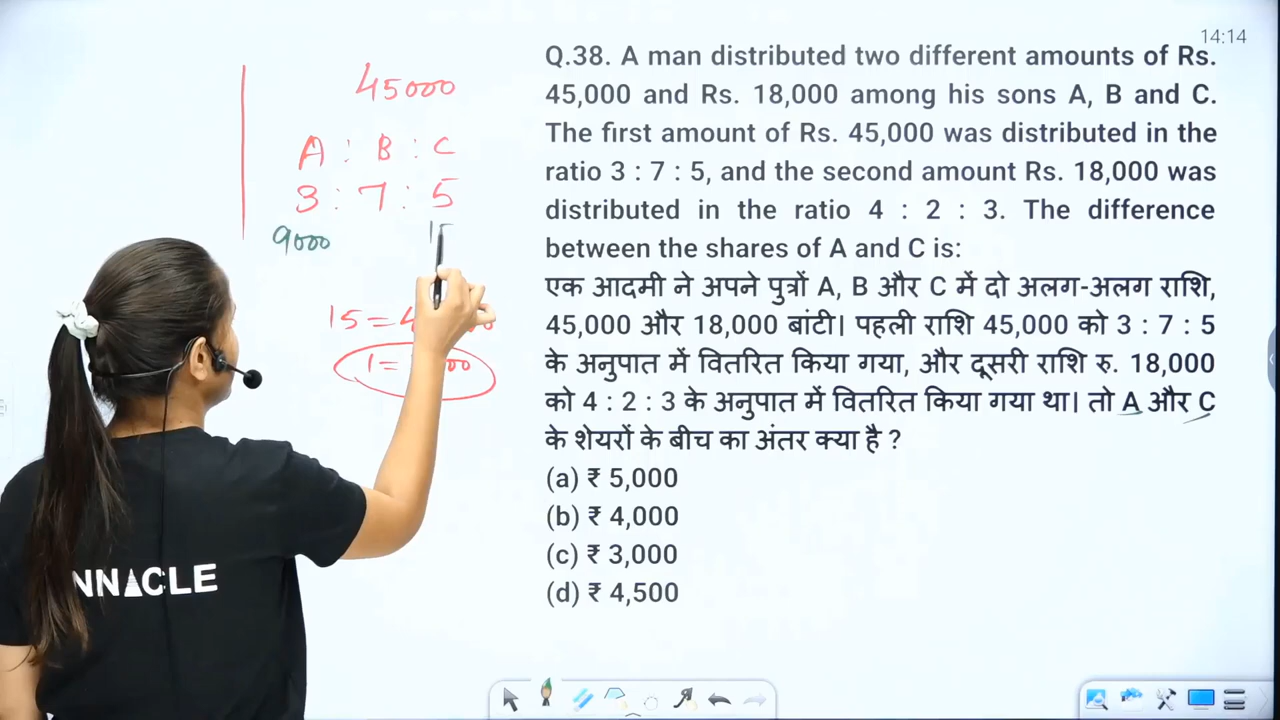 14:14
45000
A : B : C
3 : 7 : 5
9000 15
15 = 4
1 =
NNACLE
Q.38. A man distributed two different amounts of Rs.
45,000 and Rs. 18,000 among his sons A, B and C.
The first amount of Rs. 45,000 was distributed in the
ratio 3 : 7 : 5, and the second amount Rs. 18,000 was
distributed in the ratio 4 : 2 : 3. The difference
between the shares of A and C is:
एक आदमी ने अपने पुत्रों A, B और C में दो अलग-अलग राशि,
45,000 और 18,000 बांटी। पहली राशि 45,000 को 3 : 7 : 5
के अनुपात में वितरित किया गया, और दूसरी राशि रु. 18,000
को 4 : 2 : 3 के अनुपात में वितरित किया गया था। तो A और C
के शेयरों के बीच का अंतर क्या है ?
(a) ₹ 5,000
(b) ₹ 4,000
(c) ₹ 3,000
(d) ₹ 4,500